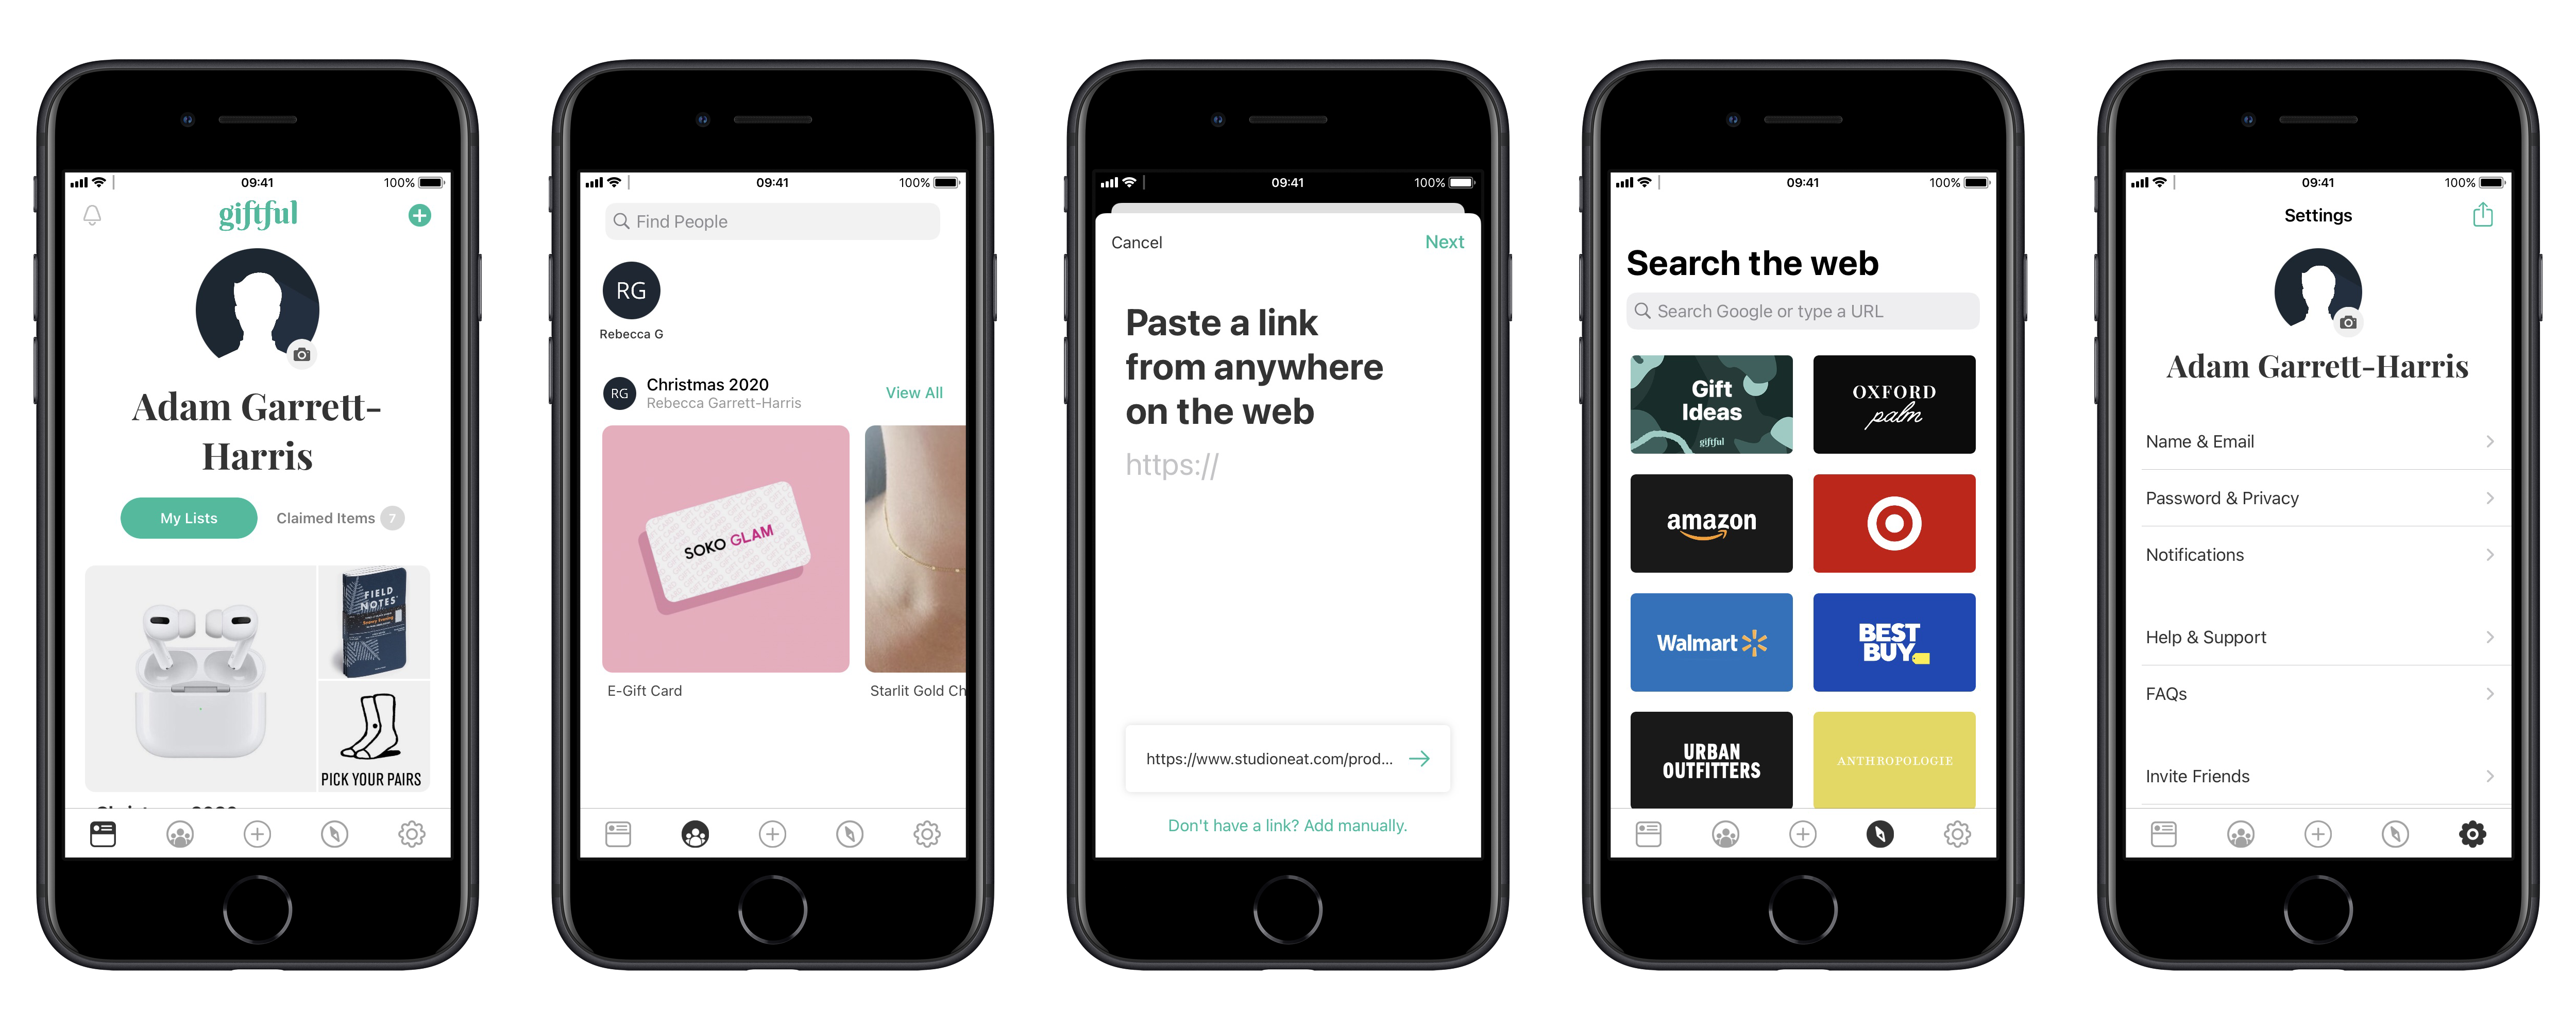 09:41
100%
giftful
Adam Garrett-
Harris
My Lists
Claimed Items 7
FIELD
NOTES
PICK YOUR PAIRS
09:41
100%
Find People
RG
Rebecca G
RG
Christmas 2020
Rebecca Garrett-Harris
View All
SOKO GLAM
E-Gift Card
Starlit Gold Ch
09:41
100%
Cancel
Next
Paste a link
from anywhere
on the web
https://
https://www.studioneat.com/prod...
Don't have a link? Add manually.
09:41
100%
Search the web
Search Google or type a URL
Gift
Ideas
giftful
OXFORD
palm
amazon
Walmart
BEST
BUY
URBAN
OUTFITTERS
ANTHROPOLOGIE
09:41
100%
Settings
Adam Garrett-Harris
Name & Email
Password & Privacy
Notifications
Help & Support
FAQs
Invite Friends